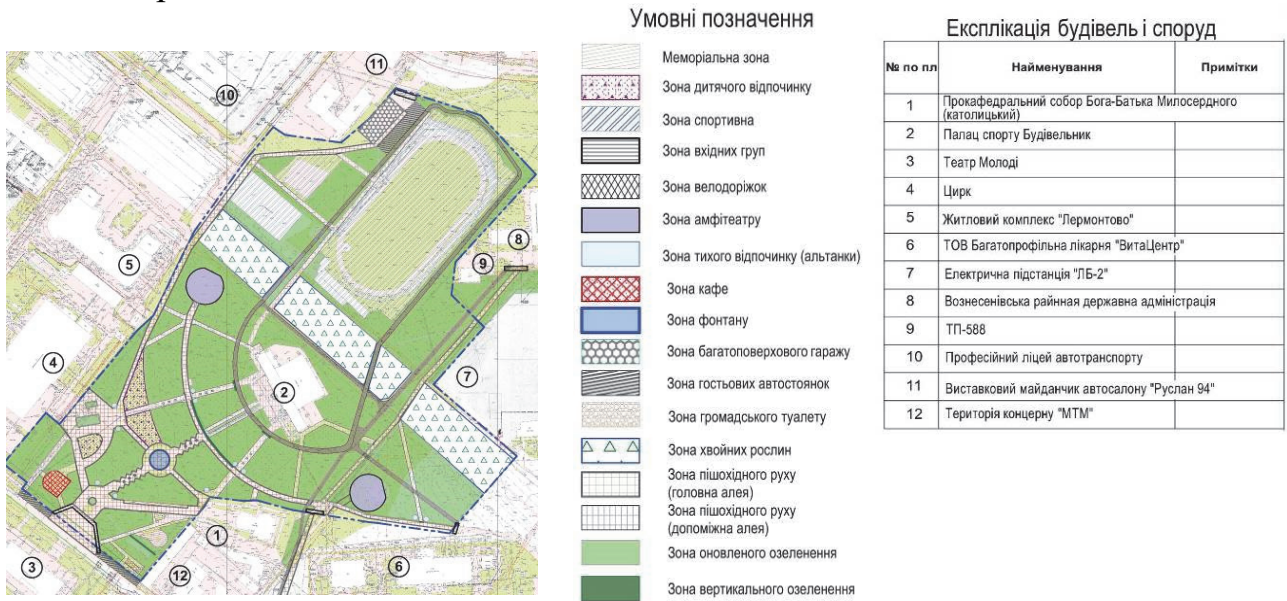 Умовні позначення
Меморіальна зона
Зона дитячого відпочинку
Зона спортивна
Зона вхідних груп
Зона велодоріжок
Зона амфітеатру
Зона тихого відпочинку (альтанки)
Зона кафе
Зона фонтану
Зона багатоповерхового гаражу
Зона гостьових автостоянок
Зона громадського туалету
Зона хвойних рослин
Зона пішохідного руху
(головна алея)
Зона пішохідного руху
(допоміжна алея)
Зона оновленого озеленення
Зона вертикального озеленення
Експлікація будівель і споруд
№ по пл Найменування Примітки
1 Прокафедральний собор Бога-Батька Милосердного
(католицький)
2 Палац спорту Будівельник
3 Театр Молоді
4 Цирк
5 Житловий комплекс "Лермонтово"
6 ТОВ Багатопрофільна лікарня "ВитаЦентр"
7 Електрична підстанція "ЛБ-2"
8 Вознесенівська райнная державна адміністрація
9 ТП-588
10 Професійний ліцей автотранспорту
11 Виставковий майданчик автосалону "Руслан 94"
12 Територія концерну "МТМ"
11
10
8
9
5
7
4
2
1
3
12
6